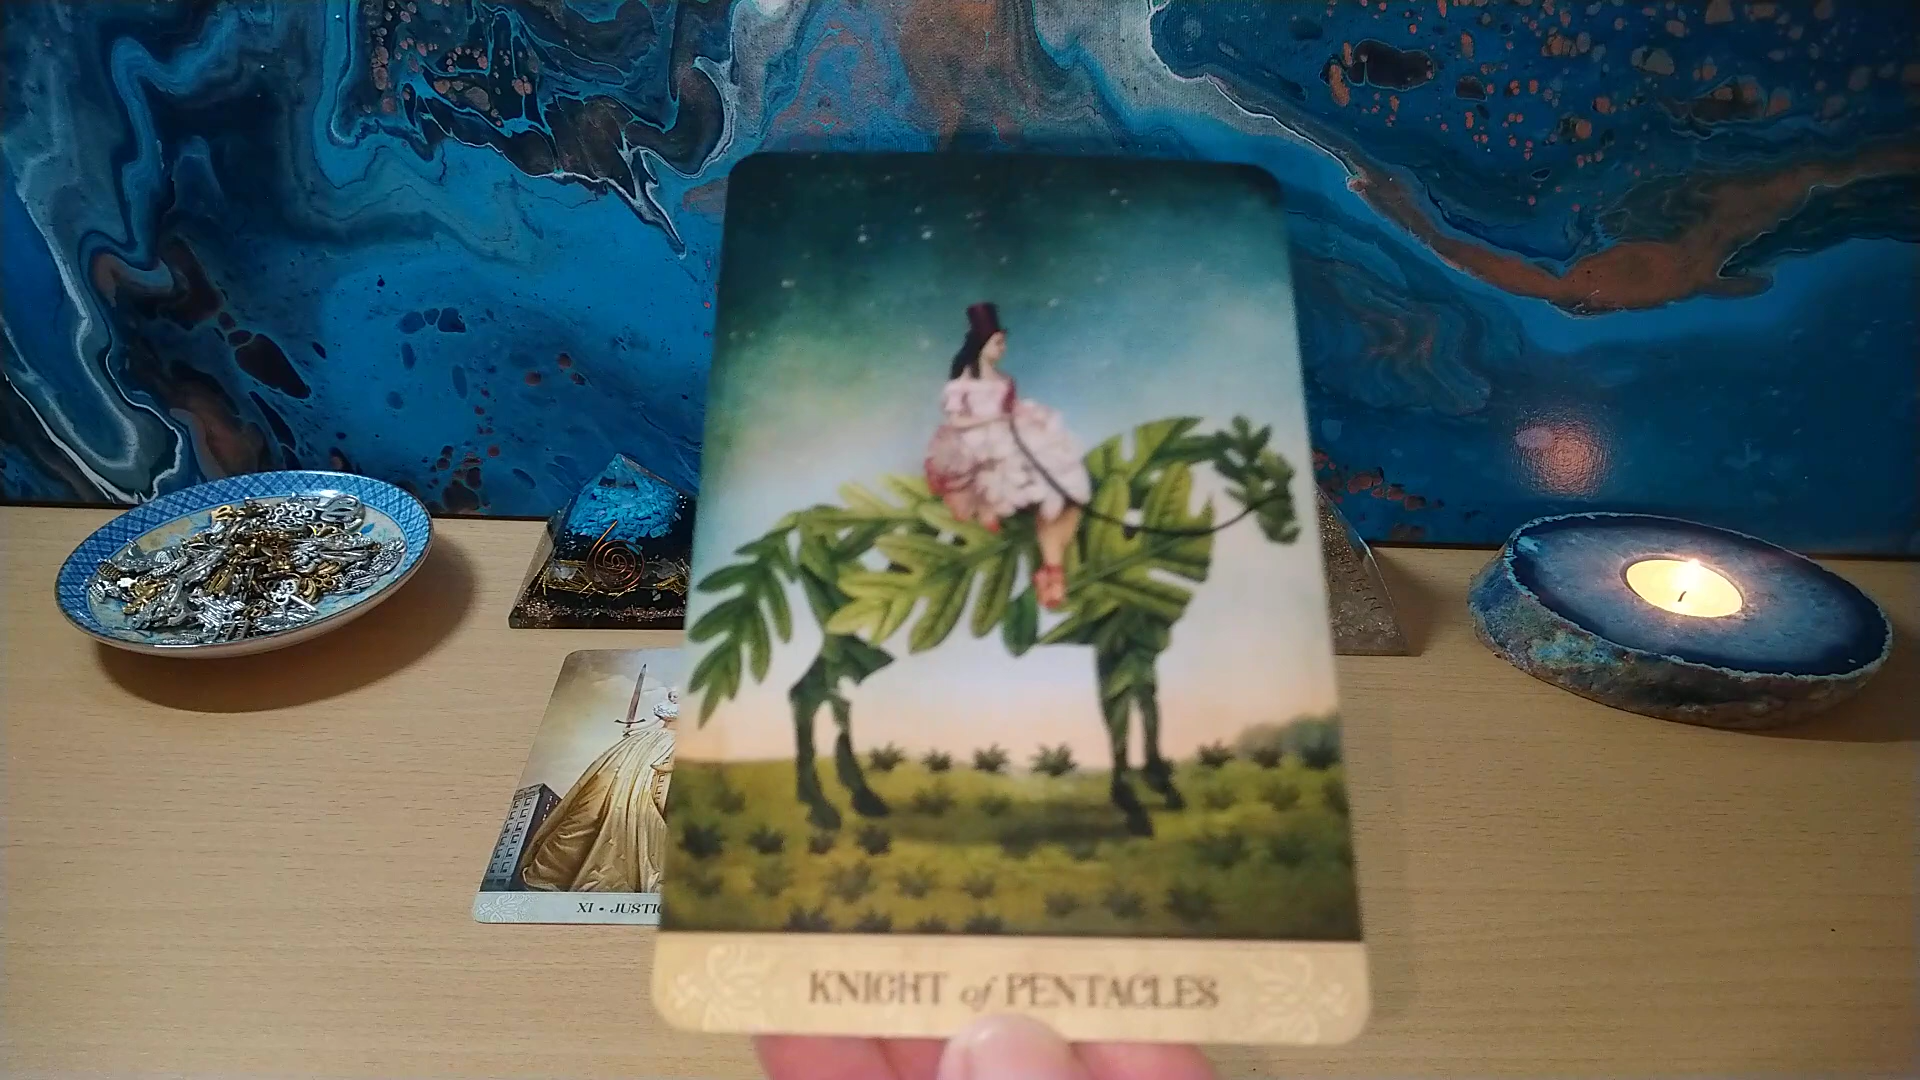 XI • JUSTIC
KNIGHT of PENTACLES